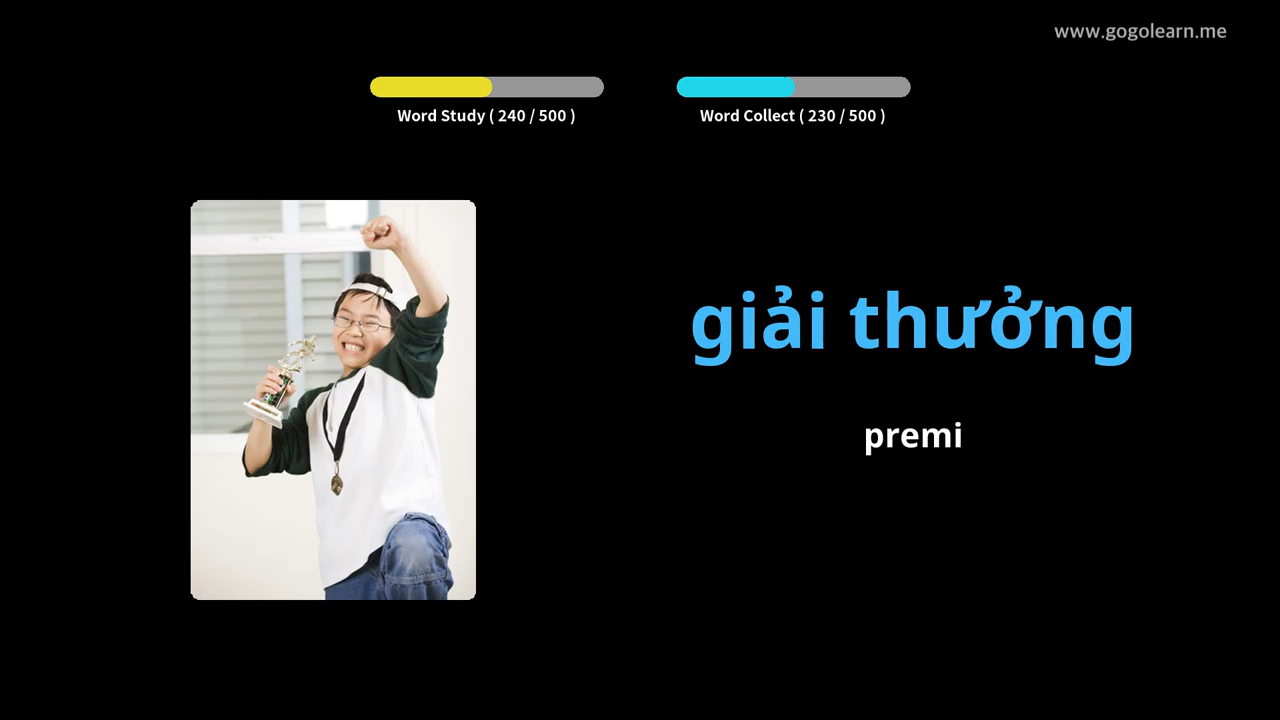 www.gogolearn.me
Word Study ( 240 / 500 )
Word Collect ( 230 / 500 )
giải thưởng
premi